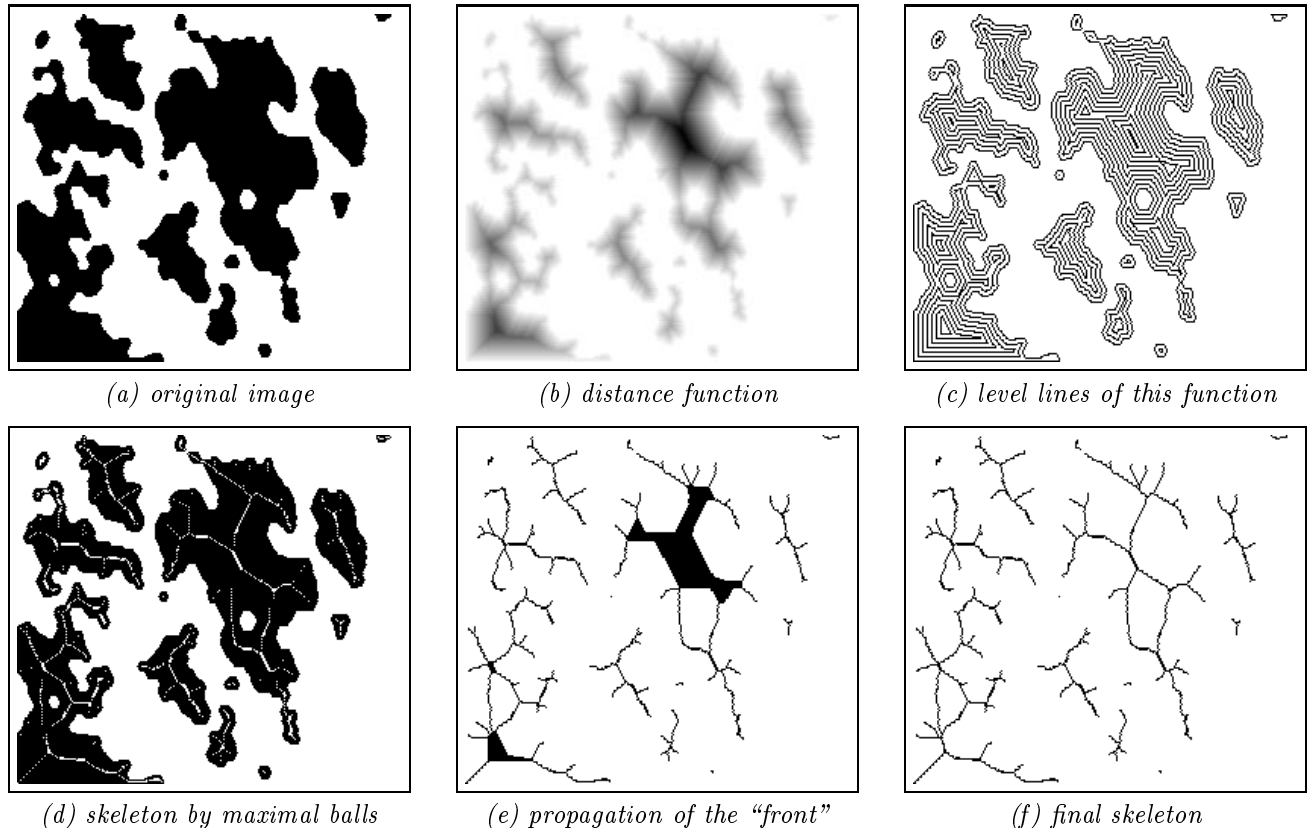 (a) original image
(b) distance function
(c) level lines of this function
(d) skeleton by maximal balls
(e) propagation of the “front”
(f) final skeleton